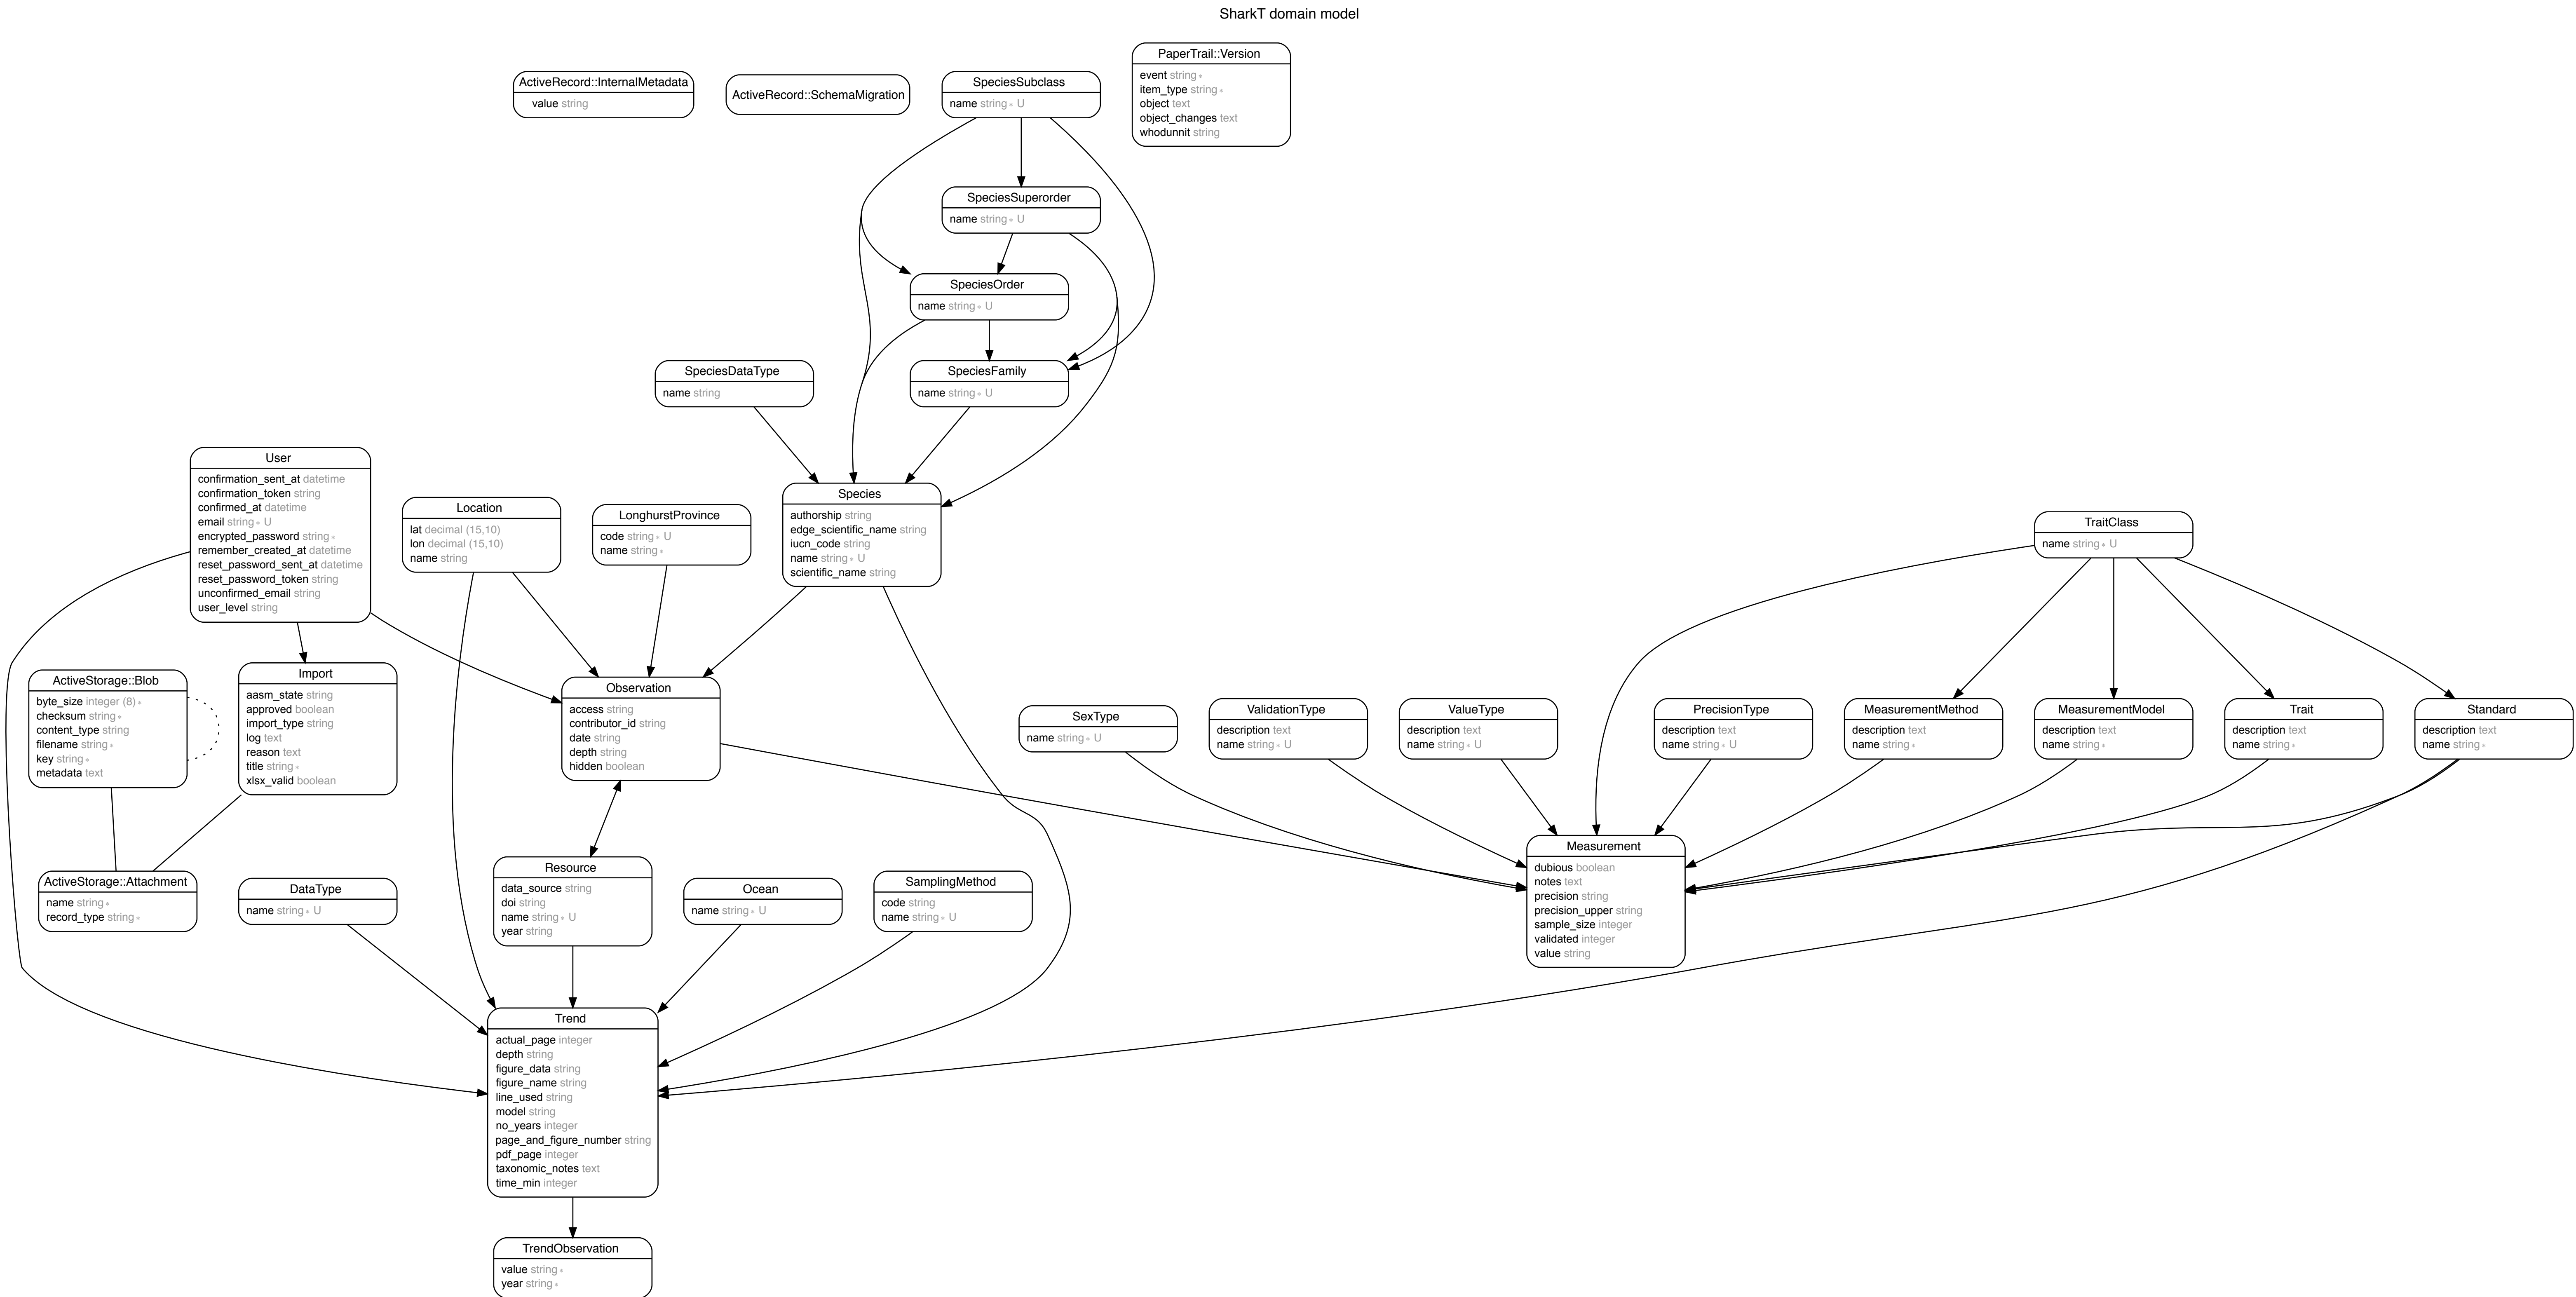 SharkT domain model
ActiveRecord::InternalMetadata
value string
ActiveRecord::SchemaMigration
SpeciesSubclass
name string∗ U
PaperTrail::Version
event string∗
item_type string∗
object text
object_changes text
whodunnit string
SpeciesSuperorder
name string∗ U
SpeciesOrder
name string∗ U
SpeciesDataType
name string
SpeciesFamily
name string∗ U
User
confirmation_sent_at datetime
confirmation_token string
confirmed_at datetime
email string∗ U
encrypted_password string∗
remember_created_at datetime
reset_password_sent_at datetime
reset_password_token string
unconfirmed_email string
user_level string
Location
lat decimal (15,10)
lon decimal (15,10)
name string
LonghurstProvince
code string∗ U
name string∗
Species
authorship string
edge_scientific_name string
iucn_code string
name string∗ U
scientific_name string
TraitClass
name string∗ U
ActiveStorage::Blob
byte_size integer (8)∗
checksum string∗
content_type string
filename string∗
key string∗
metadata text
Import
aasm_state string
approved boolean
import_type string
log text
reason text
title string∗
xlsx_valid boolean
Observation
access string
contributor_id string
date string
depth string
hidden boolean
SexType
name string∗ U
ValidationType
description text
name string∗ U
ValueType
description text
name string∗ U
PrecisionType
description text
name string∗ U
MeasurementMethod
description text
name string∗
MeasurementModel
description text
name string∗
Trait
description text
name string∗
Standard
description text
name string∗
ActiveStorage::Attachment
name string∗
record_type string∗
DataType
name string∗ U
Resource
data_source string
doi string
name string∗ U
year string
Ocean
name string∗ U
SamplingMethod
code string
name string∗ U
Measurement
dubious boolean
notes text
precision string
precision_upper string
sample_size integer
validated integer
value string
Trend
actual_page integer
depth string
figure_data string
figure_name string
line_used string
model string
no_years integer
page_and_figure_number string
pdf_page integer
taxonomic_notes text
time_min integer
TrendObservation
value string∗
year string∗